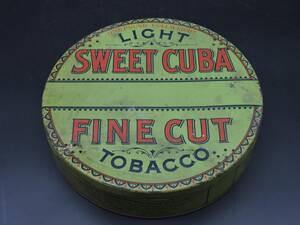 LIGHT
SWEET CUBA
FINE CUT
TOBACCO